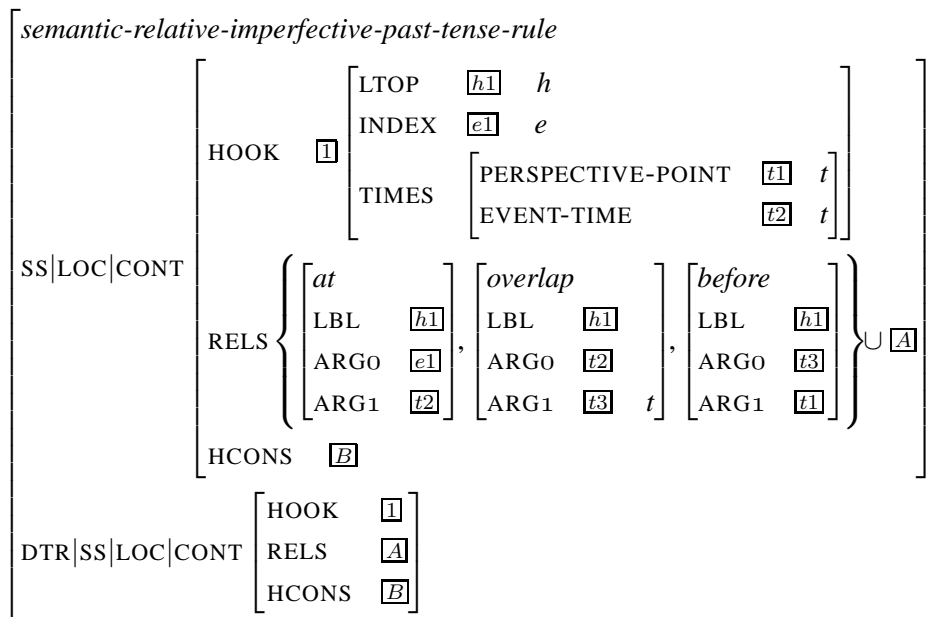 semantic-relative-imperfective-past-tense-rule
LTOP h1 h
INDEX e1 e
HOOK 1
PERSPECTIVE-POINT t1 t
TIMES
EVENT-TIME t2 t
SS|LOC|CONT
at overlap before
LBL h1 LBL h1 LBL h1
RELS { , , } ∪ A
ARG0 e1 ARG0 t2 ARG0 t3
ARG1 t2 ARG1 t3 t ARG1 t1
HCONS B
HOOK 1
DTR|SS|LOC|CONT RELS A
HCONS B